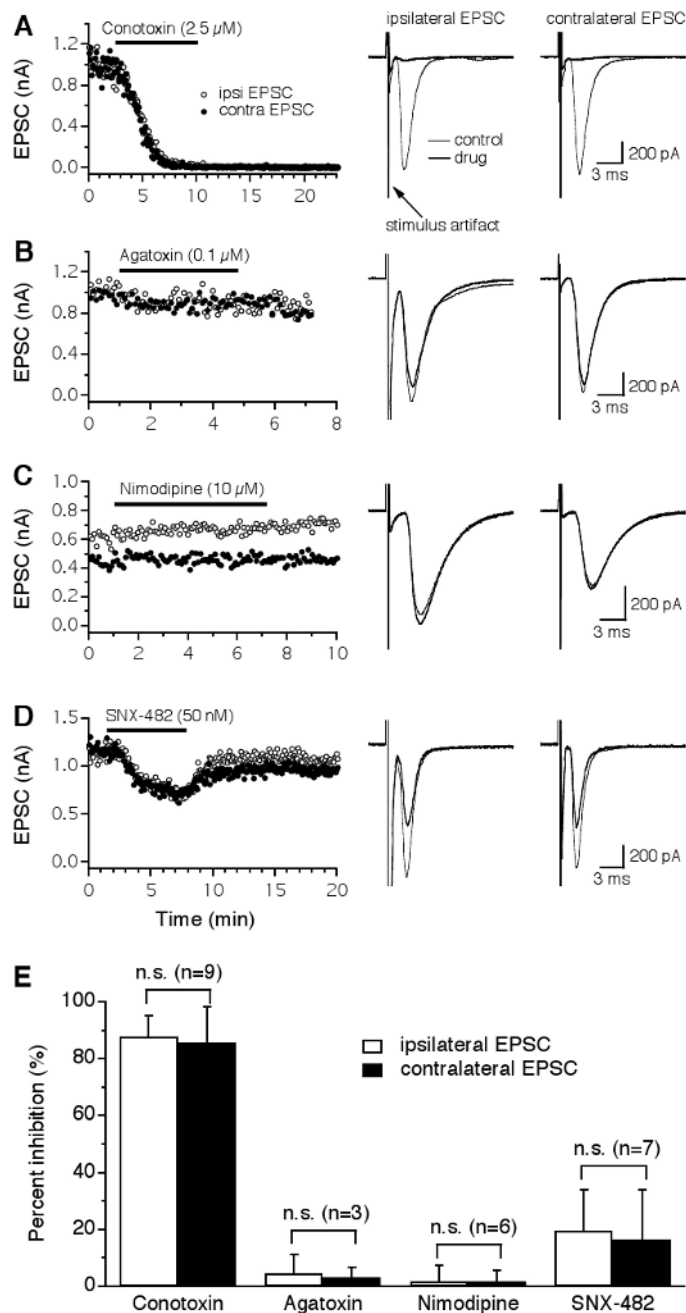 A
Conotoxin (2.5 µM)
ipsilateral EPSC
contralateral EPSC
EPSC (nA)
1.2
0.8
0.4
0.0
ipsi EPSC
contra EPSC
control
drug
200 pA
3 ms
stimulus artifact
0 5 10 15 20
B
Agatoxin (0.1 µM)
EPSC (nA)
1.2
0.8
0.4
0.0
200 pA
3 ms
0 2 4 6 8
C
Nimodipine (10 µM)
EPSC (nA)
1.0
0.8
0.6
0.4
0.2
0.0
200 pA
3 ms
0 2 4 6 8 10
D
SNX-482 (50 nM)
EPSC (nA)
1.5
1.0
0.5
0.0
200 pA
3 ms
0 5 10 15 20
Time (min)
E
Percent inhibition (%)
100
80
60
40
20
0
n.s. (n=9)
ipsilateral EPSC
contralateral EPSC
n.s. (n=3)
n.s. (n=6)
n.s. (n=7)
Conotoxin Agatoxin Nimodipine SNX-482